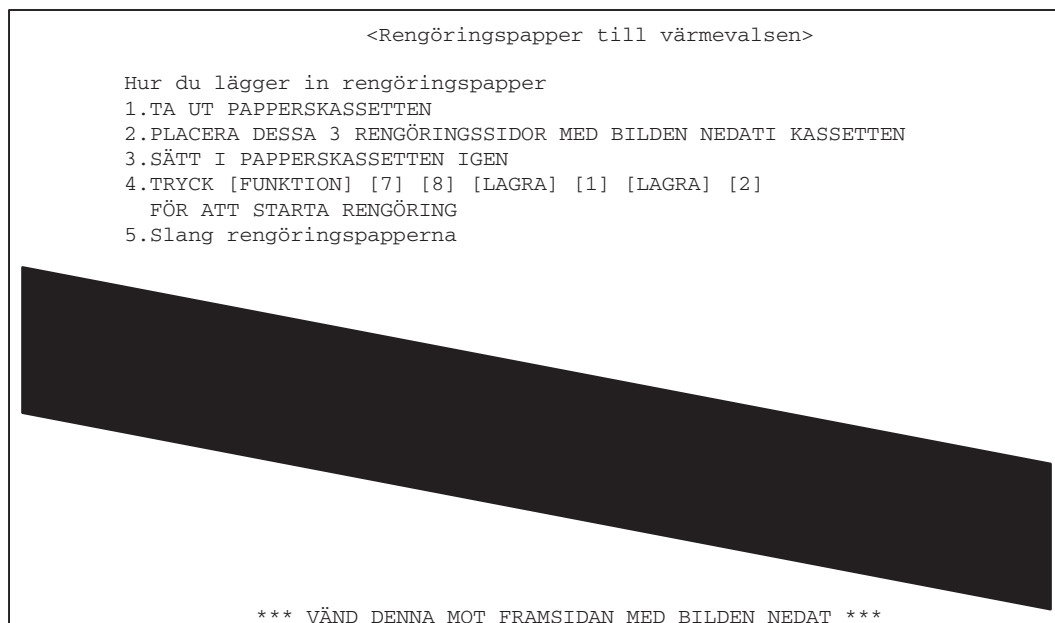 <Rengöringspapper till värmevalsen>
Hur du lägger in rengöringspapper
1.TA UT PAPPERSKASSETTEN
2.PLACERA DESSA 3 RENGÖRINGSSIDOR MED BILDEN NEDATI KASSETTEN
3.SÄTT I PAPPERSKASSETTEN IGEN
4.TRYCK [FUNKTION] [7] [8] [LAGRA] [1] [LAGRA] [2]
FÖR ATT STARTA RENGÖRING
5.Slang rengöringspapperna
*** VÄND DENNA MOT FRAMSIDAN MED BILDEN NEDAT ***